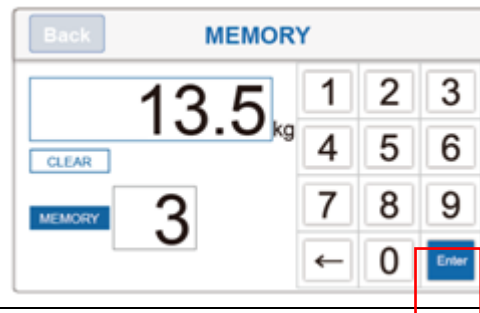 Back
MEMORY
13.5 kg
CLEAR
MEMORY
3
1 2 3
4 5 6
7 8 9
← 0 Enter